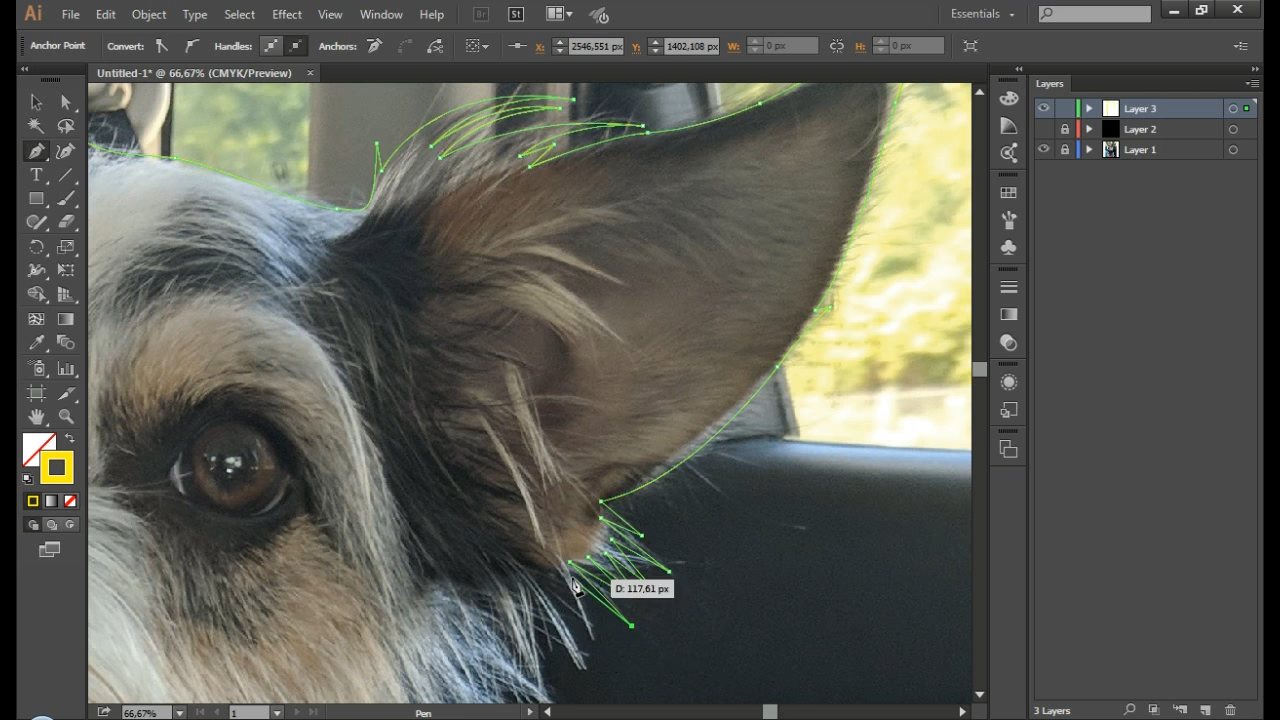 Ai File Edit Object Type Select Effect View Window Help Br St Essentials
Anchor Point Convert: Handles: Anchors: X: 2546,551 px Y: 1402,108 px W: 0 px H: 0 px
Untitled-1* @ 66,67% (CMYK/Preview) ×
Layers
Layer 3
Layer 2
Layer 1
T
D: 117,61 px
66,67% 1 Pen
3 Layers